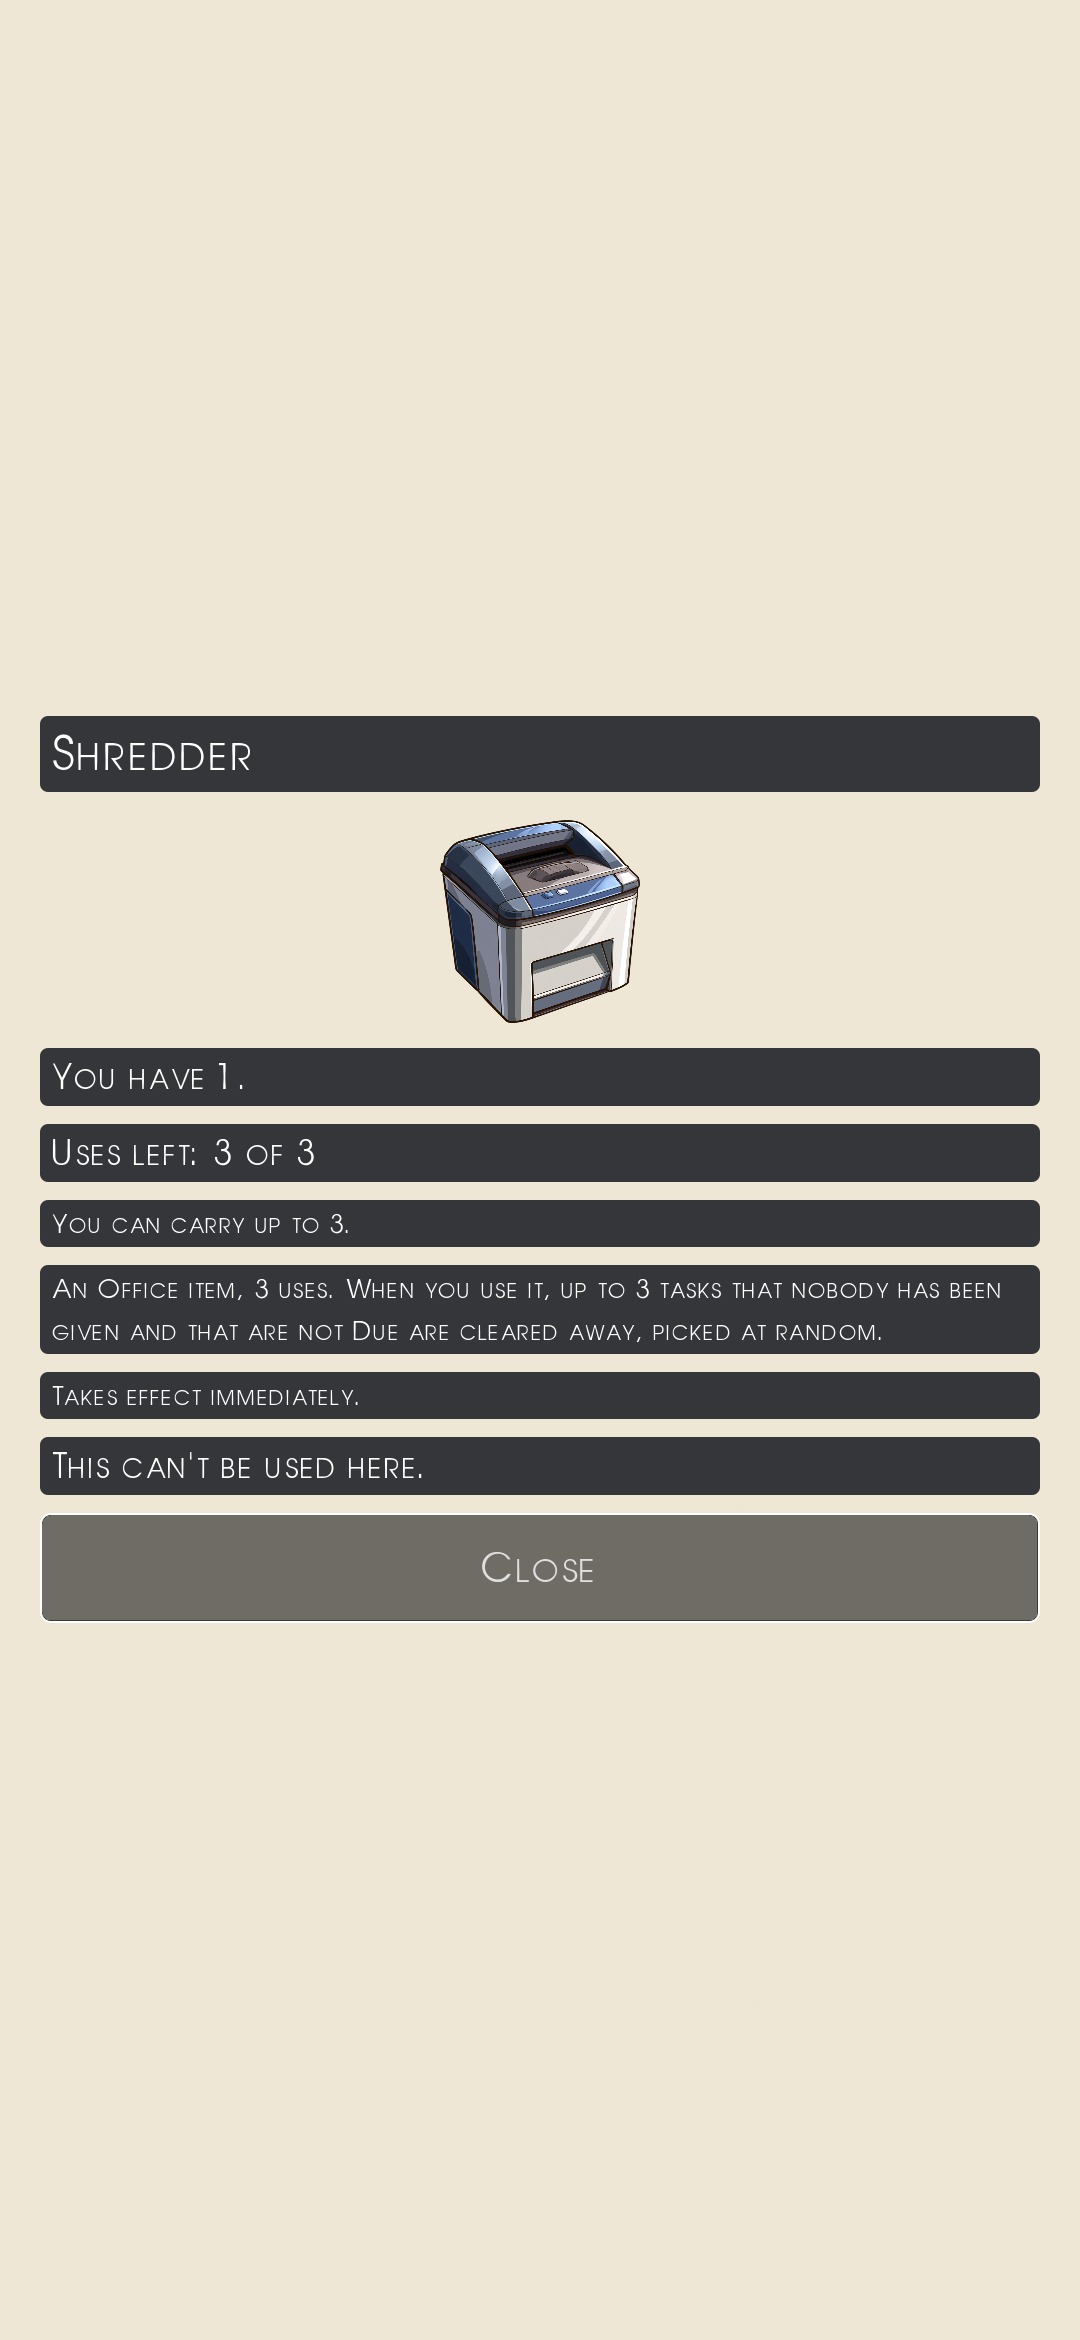 Shredder
You have 1.
Uses left: 3 of 3
You can carry up to 3.
An Office item, 3 uses. When you use it, up to 3 tasks that nobody has been
given and that are not Due are cleared away, picked at random.
Takes effect immediately.
This can't be used here.
Close